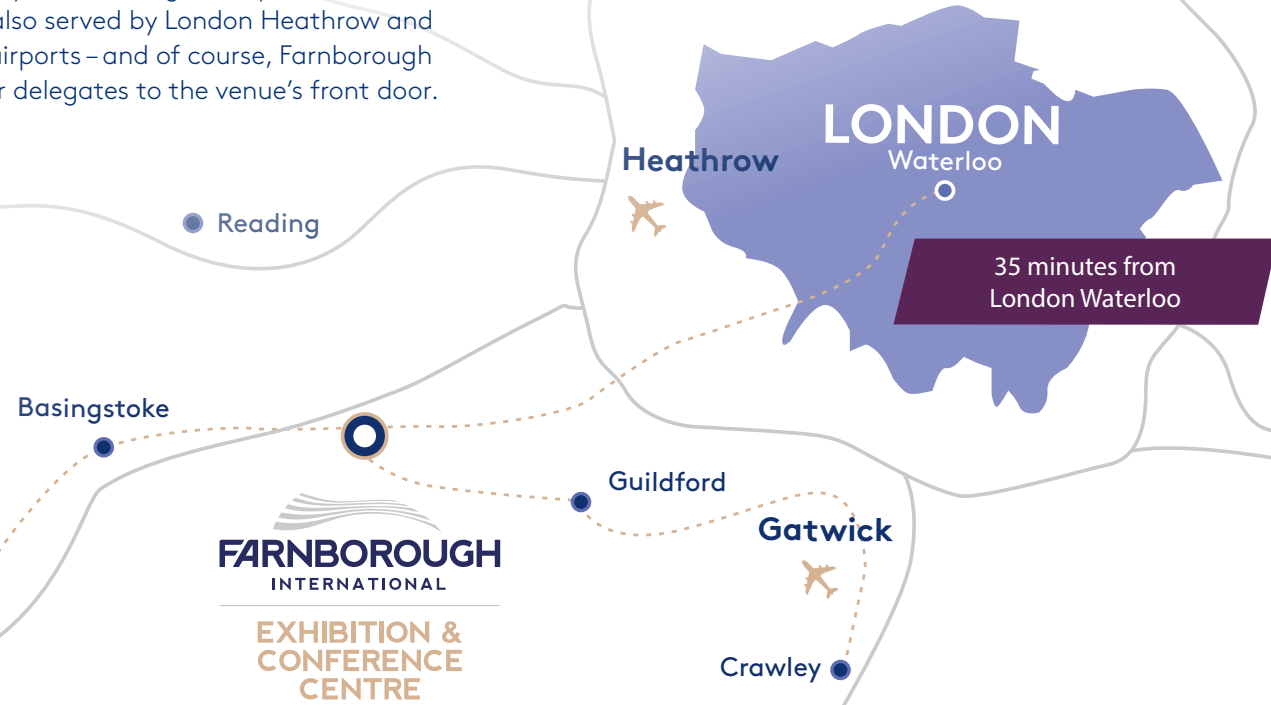 also served by London Heathrow and
airports – and of course, Farnborough
r delegates to the venue's front door.
LONDON
Waterloo
Heathrow
Reading
35 minutes from
London Waterloo
Basingstoke
Guildford
Gatwick
FARNBOROUGH
INTERNATIONAL
EXHIBITION &
CONFERENCE
CENTRE
Crawley